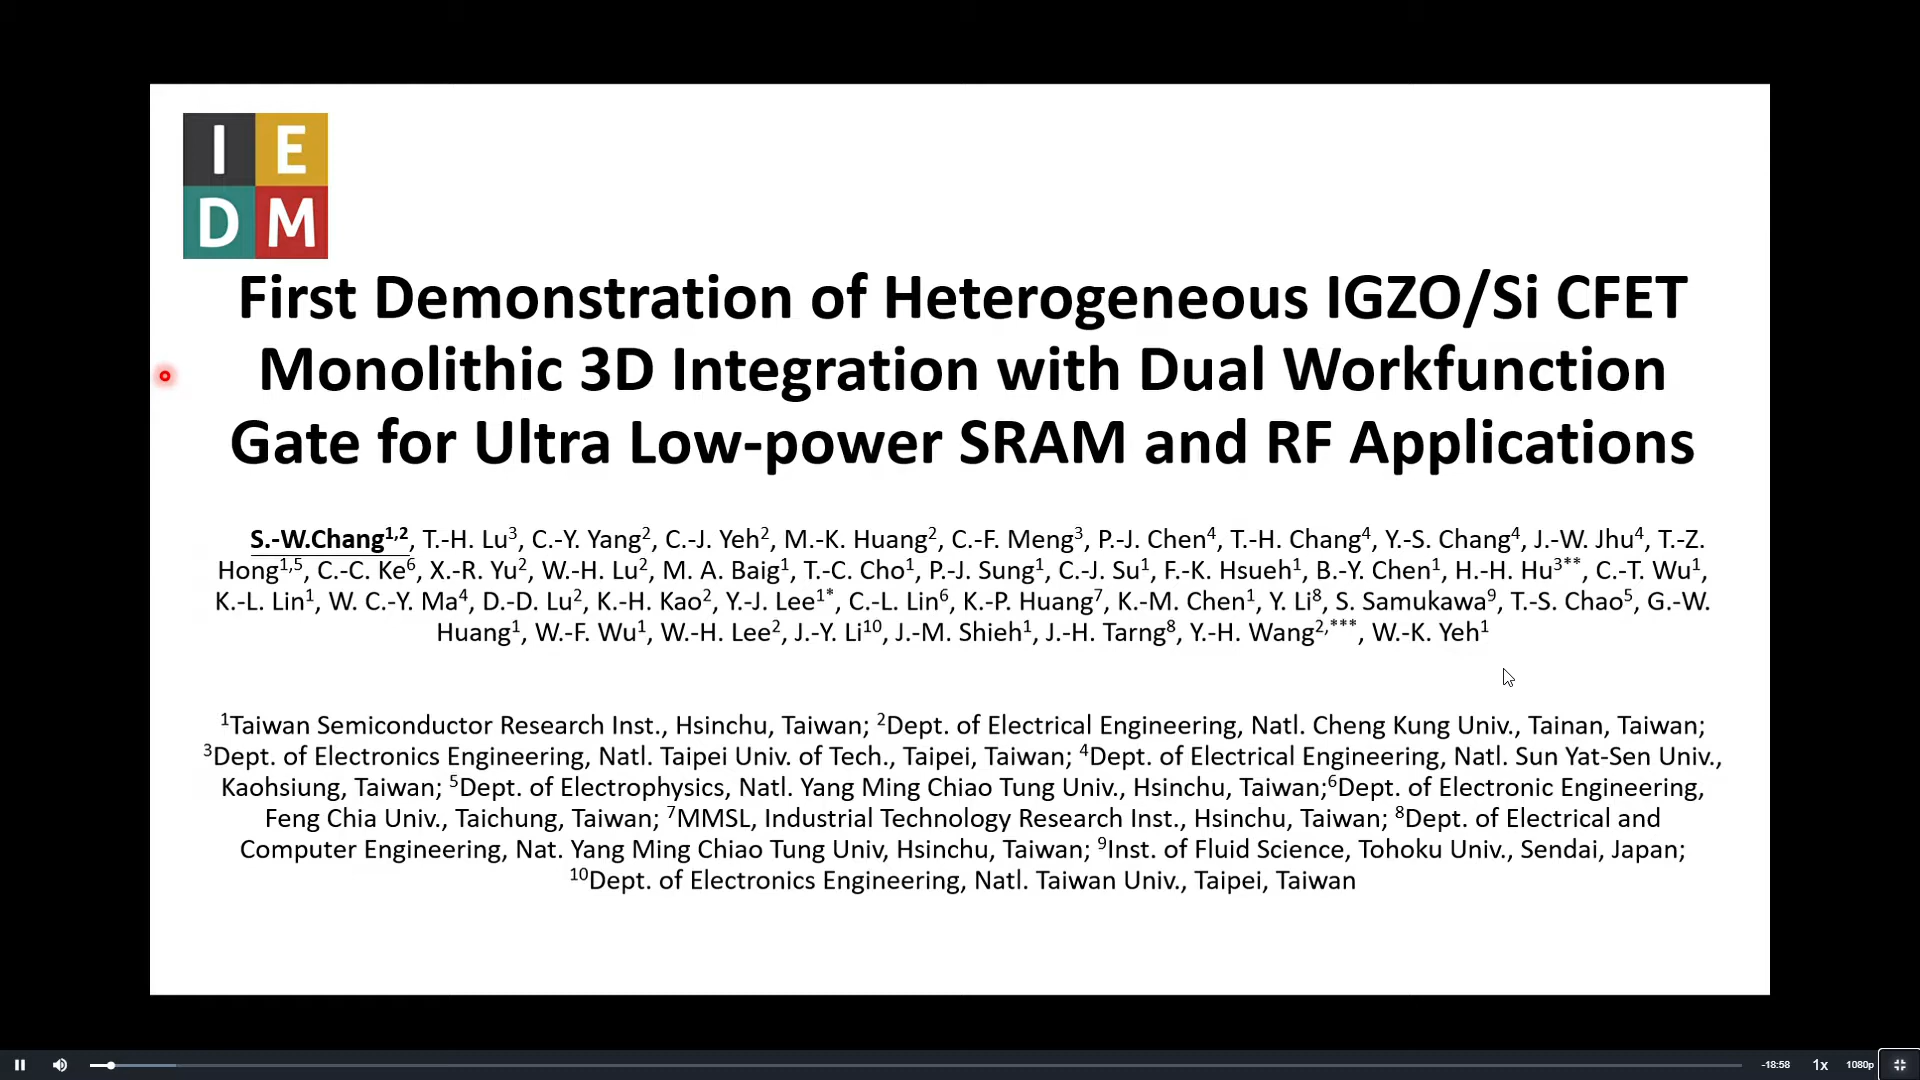 I E
D M
First Demonstration of Heterogeneous IGZO/Si CFET
Monolithic 3D Integration with Dual Workfunction
Gate for Ultra Low-power SRAM and RF Applications
S.-W.Chang1,2, T.-H. Lu3, C.-Y. Yang2, C.-J. Yeh2, M.-K. Huang2, C.-F. Meng3, P.-J. Chen4, T.-H. Chang4, Y.-S. Chang4, J.-W. Jhu4, T.-Z.
Hong1,5, C.-C. Ke6, X.-R. Yu2, W.-H. Lu2, M. A. Baig1, T.-C. Cho1, P.-J. Sung1, C.-J. Su1, F.-K. Hsueh1, B.-Y. Chen1, H.-H. Hu3**, C.-T. Wu1,
K.-L. Lin1, W. C.-Y. Ma4, D.-D. Lu2, K.-H. Kao2, Y.-J. Lee1*, C.-L. Lin6, K.-P. Huang7, K.-M. Chen1, Y. Li8, S. Samukawa9, T.-S. Chao5, G.-W.
Huang1, W.-F. Wu1, W.-H. Lee2, J.-Y. Li10, J.-M. Shieh1, J.-H. Tarng8, Y.-H. Wang2,***, W.-K. Yeh1
1Taiwan Semiconductor Research Inst., Hsinchu, Taiwan; 2Dept. of Electrical Engineering, Natl. Cheng Kung Univ., Tainan, Taiwan;
3Dept. of Electronics Engineering, Natl. Taipei Univ. of Tech., Taipei, Taiwan; 4Dept. of Electrical Engineering, Natl. Sun Yat-Sen Univ.,
Kaohsiung, Taiwan; 5Dept. of Electrophysics, Natl. Yang Ming Chiao Tung Univ., Hsinchu, Taiwan;6Dept. of Electronic Engineering,
Feng Chia Univ., Taichung, Taiwan; 7MMSL, Industrial Technology Research Inst., Hsinchu, Taiwan; 8Dept. of Electrical and
Computer Engineering, Nat. Yang Ming Chiao Tung Univ, Hsinchu, Taiwan; 9Inst. of Fluid Science, Tohoku Univ., Sendai, Japan;
10Dept. of Electronics Engineering, Natl. Taiwan Univ., Taipei, Taiwan
-18:58 1x 1080p